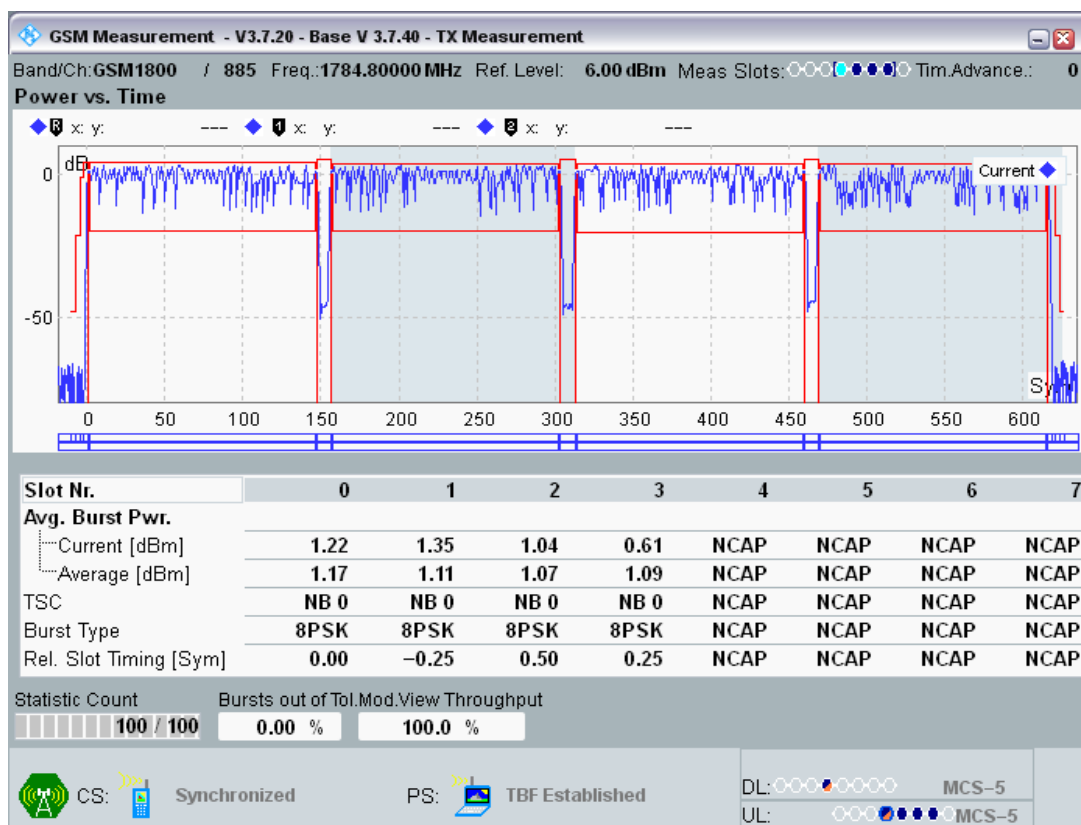 GSM Measurement - V3.7.20 - Base V 3.7.40 - TX Measurement
Band/Ch:GSM1800 / 885 Freq.:1784.80000 MHz Ref. Level: 6.00 dBm Meas Slots: Tim.Advance.: 0
Power vs. Time
R x: y: --- 1 x: y: --- 2 x: y: ---
dB
Current
0
-50
Sym
0 50 100 150 200 250 300 350 400 450 500 550 600
Slot Nr. 0 1 2 3 4 5 6 7
Avg. Burst Pwr.
Current [dBm] 1.22 1.35 1.04 0.61 NCAP NCAP NCAP NCAP
Average [dBm] 1.17 1.11 1.07 1.09 NCAP NCAP NCAP NCAP
TSC NB 0 NB 0 NB 0 NB 0 NCAP NCAP NCAP NCAP
Burst Type 8PSK 8PSK 8PSK 8PSK NCAP NCAP NCAP NCAP
Rel. Slot Timing [Sym] 0.00 −0.25 0.50 0.25 NCAP NCAP NCAP NCAP
Statistic Count Bursts out of Tol.Mod.View Throughput
100 / 100 0.00 % 100.0 %
CS: Synchronized PS: TBF Established
DL: MCS−5
UL: MCS−5